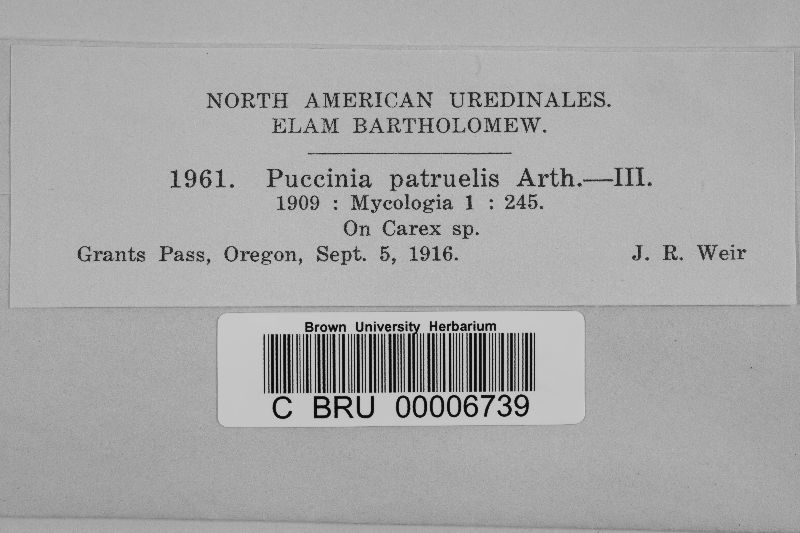 NORTH AMERICAN UREDINALES.
ELAM BARTHOLOMEW.
1961. Puccinia patruelis Arth.—III.
1909 : Mycologia 1 : 245.
On Carex sp.
Grants Pass, Oregon, Sept. 5, 1916. J. R. Weir
Brown University Herbarium
C BRU 00006739